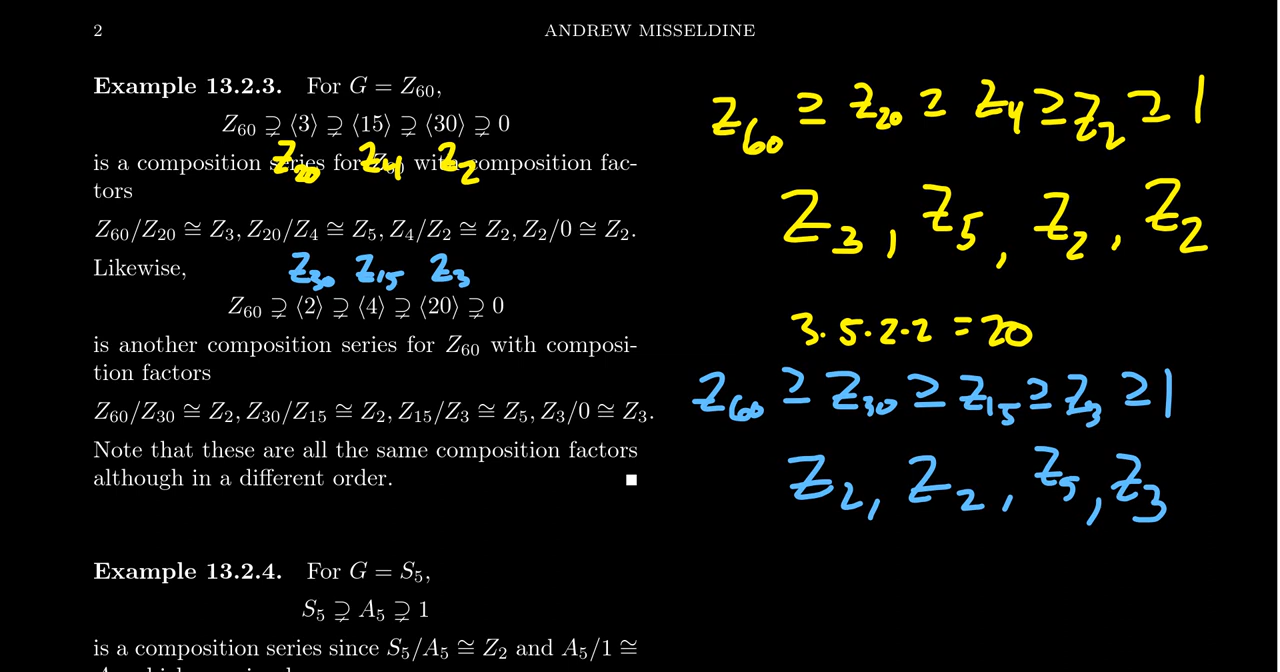 2 ANDREW MISSELDINE
Example 13.2.3. For G = Z₆₀,
Z₆₀ ⊋ ⟨3⟩ ⊋ ⟨15⟩ ⊋ ⟨30⟩ ⊋ 0
Z₂₀ Z₄ Z₂
is a composition series for Z₆₀ with composition fac-
tors
Z₆₀/Z₂₀ ≅ Z₃, Z₂₀/Z₄ ≅ Z₅, Z₄/Z₂ ≅ Z₂, Z₂/0 ≅ Z₂.
Likewise,
Z₃₀ Z₁₅ Z₃
Z₆₀ ⊋ ⟨2⟩ ⊋ ⟨4⟩ ⊋ ⟨20⟩ ⊋ 0
is another composition series for Z₆₀ with composi-
tion factors
Z₆₀/Z₃₀ ≅ Z₂, Z₃₀/Z₁₅ ≅ Z₂, Z₁₅/Z₃ ≅ Z₅, Z₃/0 ≅ Z₃.
Note that these are all the same composition factors
although in a different order. ■
Example 13.2.4. For G = S₅,
S₅ ⊋ A₅ ⊋ 1
is a composition series since S₅/A₅ ≅ Z₂ and A₅/1 ≅
Z₆₀ ≥ Z₂₀ ≥ Z₄ ≥ Z₂ ≥ 1
Z₃, Z₅, Z₂, Z₂
3·5·2·2 = 20
Z₆₀ ≥ Z₃₀ ≥ Z₁₅ ≥ Z₃ ≥ 1
Z₂, Z₂, Z₅, Z₃